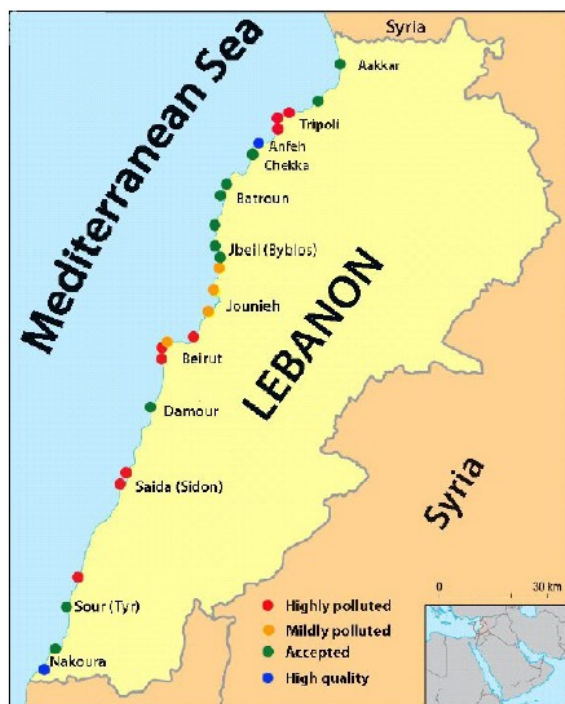 Syria
Aakkar
Mediterranean Sea
Tripoli
Anfeh
Chekka
Batroun
Jbeil (Byblos)
LEBANON
Jounieh
Beirut
Damour
Syria
Saida (Sidon)
0 30 km
Sour (Tyr)
Highly polluted
Mildly polluted
Accepted
High quality
Nakoura